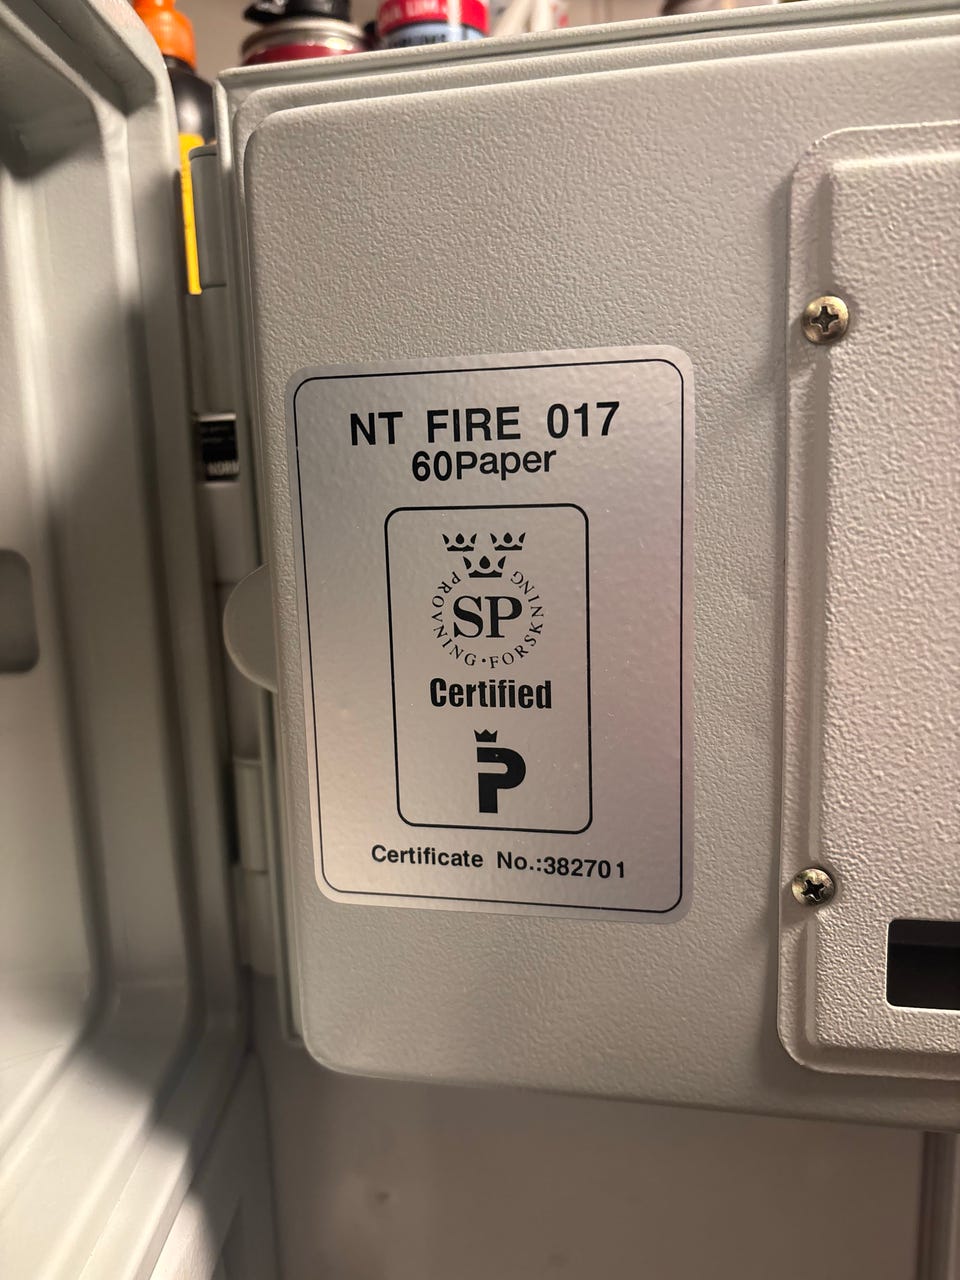 NT FIRE 017
60Paper
PROVNING · FORSKNING
SP
Certified
P
Certificate No.:382701